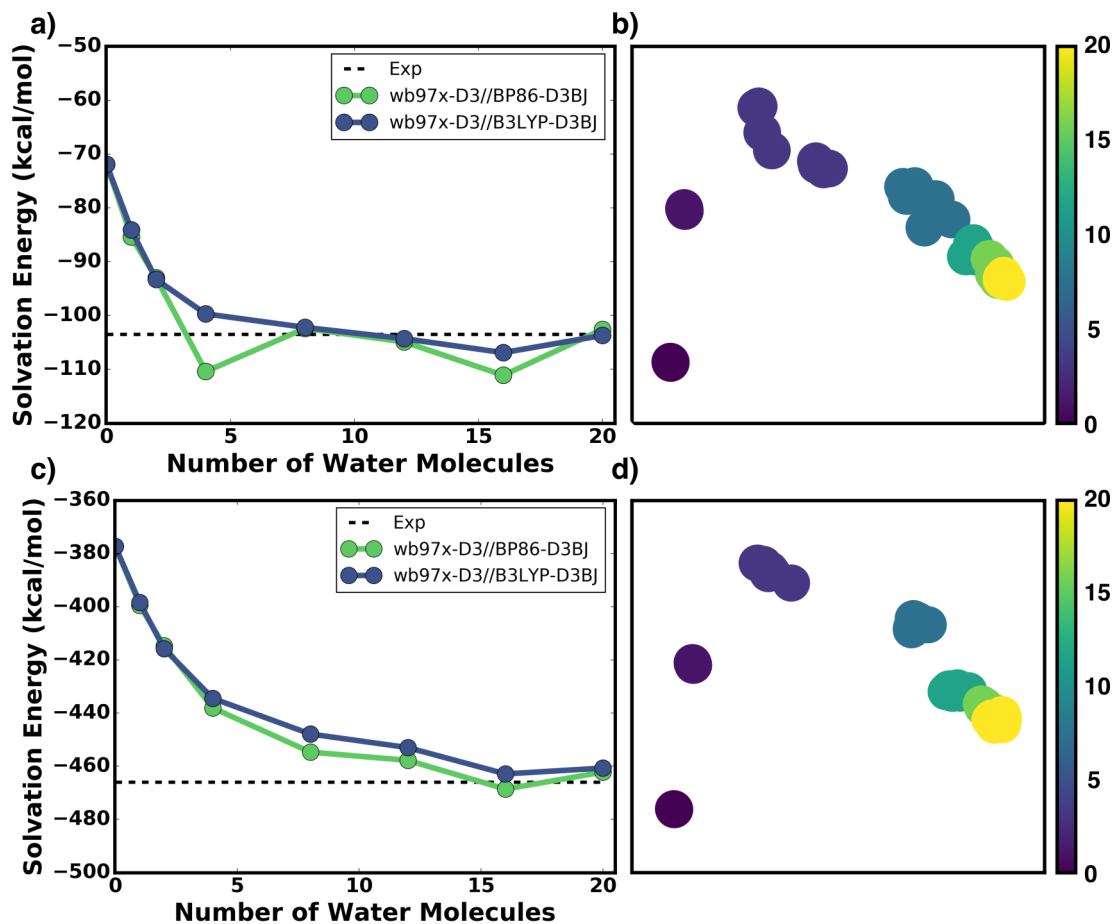 a)
Solvation Energy (kcal/mol)
−50
−60
−70
−80
−90
−100
−110
−120
0
5
10
15
20
Number of Water Molecules
Exp
wb97x-D3//BP86-D3BJ
wb97x-D3//B3LYP-D3BJ
b)
20
15
10
5
0
c)
Solvation Energy (kcal/mol)
−360
−380
−400
−420
−440
−460
−480
−500
0
5
10
15
20
Number of Water Molecules
Exp
wb97x-D3//BP86-D3BJ
wb97x-D3//B3LYP-D3BJ
d)
20
15
10
5
0